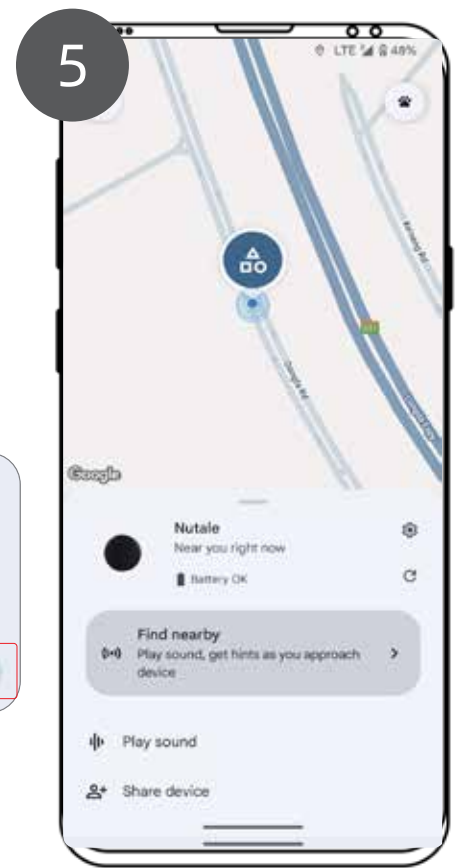 5
LTE 48%
Google
Nutale
Near you right now
Battery OK
Find nearby
Play sound, get hints as you approach
device
Play sound
Share device